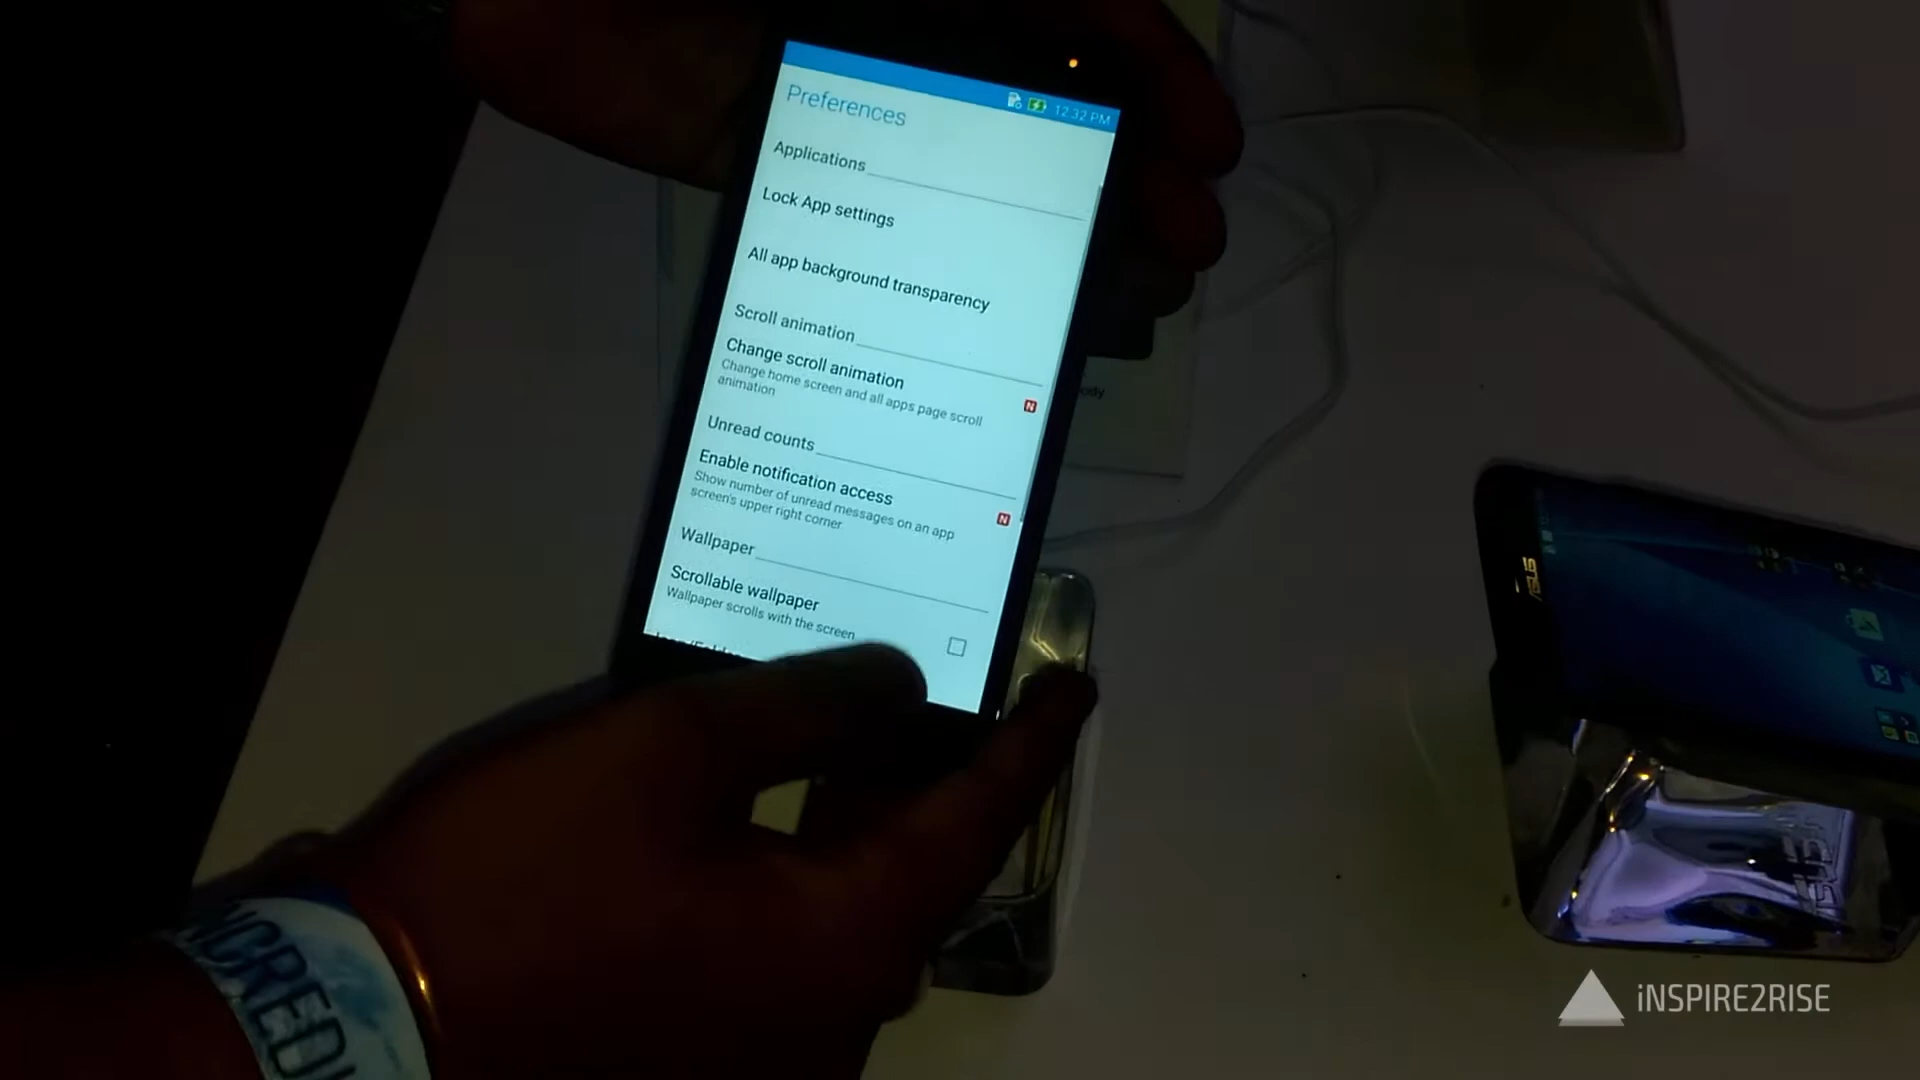 12:32 PM
Preferences
Applications
Lock App settings
All app background transparency
Scroll animation
Change scroll animation
Change home screen and all apps page scroll
animation
N
Unread counts
Enable notification access
Show number of unread messages on an app
screen's upper right corner
N
Wallpaper
Scrollable wallpaper
Wallpaper scrolls with the screen
ASUS
ASUS
NCREDI
iNSPIRE2RISE